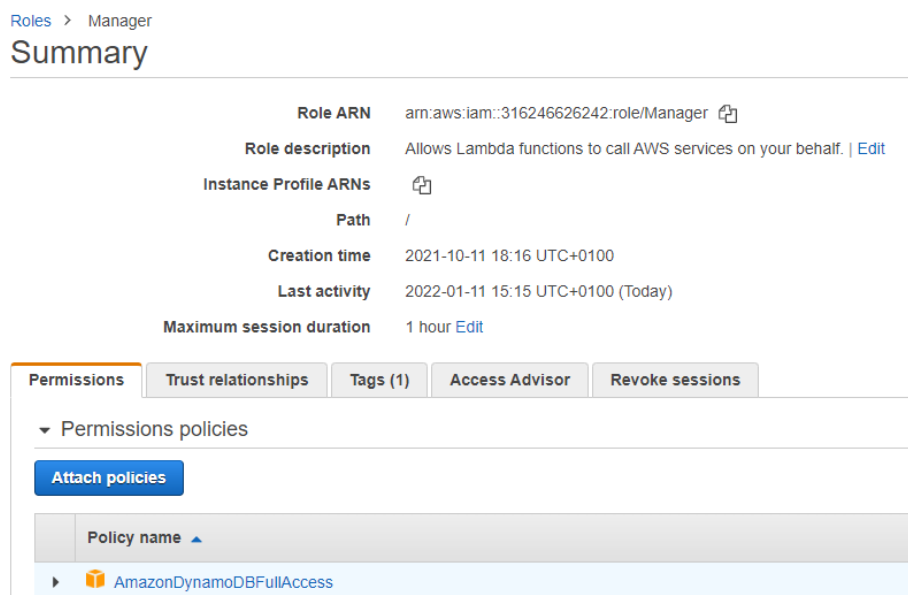 Roles > Manager
Summary
Role ARN arn:aws:iam::316246626242:role/Manager
Role description Allows Lambda functions to call AWS services on your behalf. | Edit
Instance Profile ARNs
Path /
Creation time 2021-10-11 18:16 UTC+0100
Last activity 2022-01-11 15:15 UTC+0100 (Today)
Maximum session duration 1 hour Edit
Permissions Trust relationships Tags (1) Access Advisor Revoke sessions
Permissions policies
Attach policies
Policy name
AmazonDynamoDBFullAccess